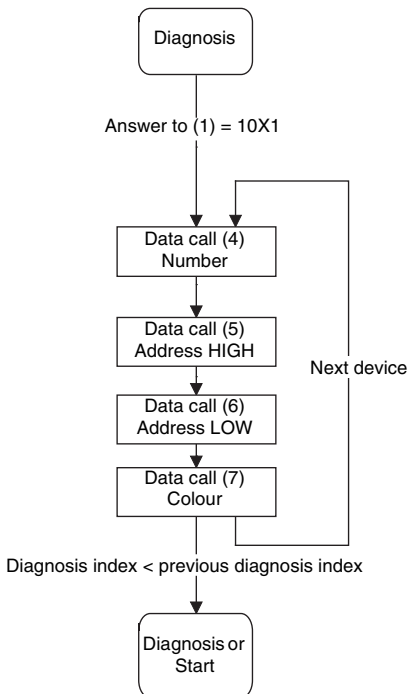 Diagnosis
Answer to (1) = 10X1
Data call (4)
Number
Data call (5)
Address HIGH
Next device
Data call (6)
Address LOW
Data call (7)
Colour
Diagnosis index < previous diagnosis index
Diagnosis or
Start